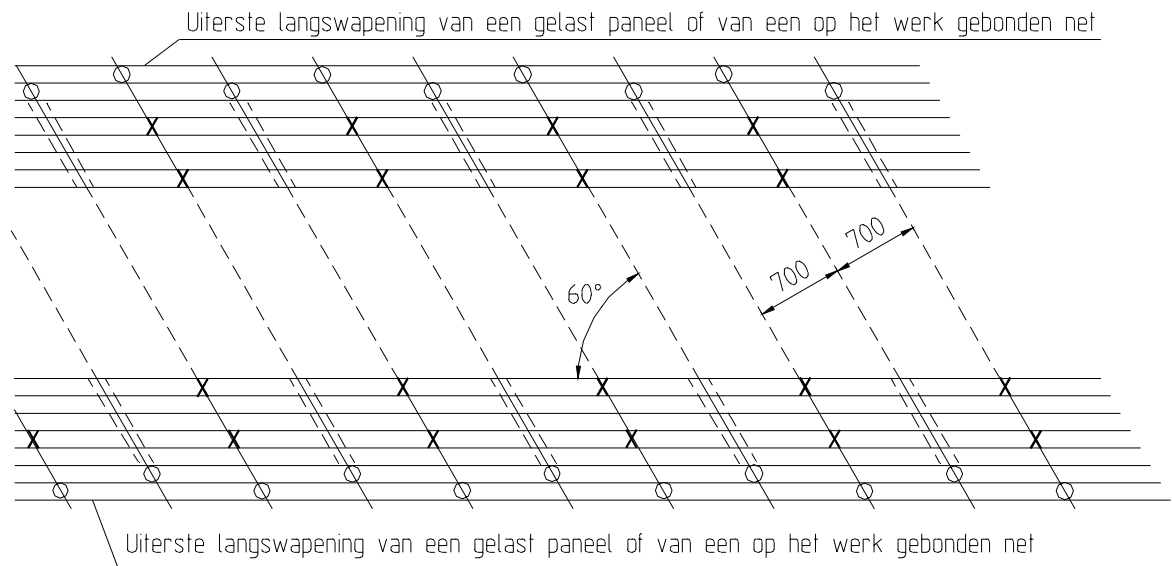 Uiterste langswapening van een gelast paneel of van een op het werk gebonden net
700
700
60°
Uiterste langswapening van een gelast paneel of van een op het werk gebonden net